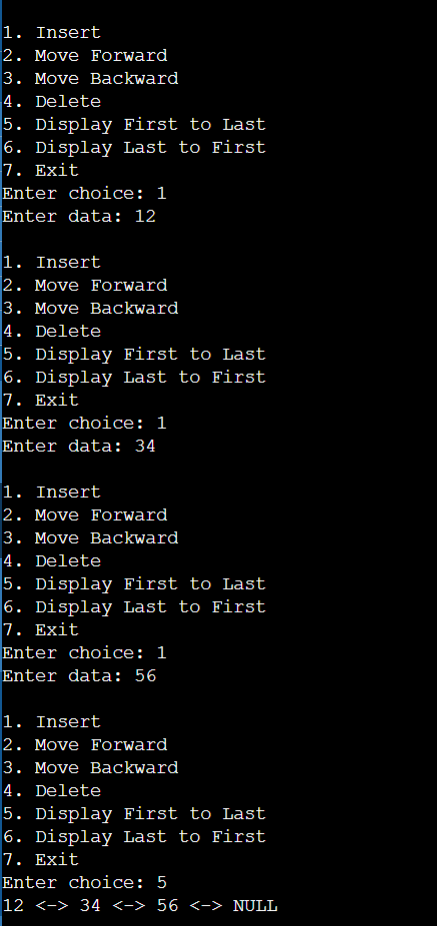 1. Insert
2. Move Forward
3. Move Backward
4. Delete
5. Display First to Last
6. Display Last to First
7. Exit
Enter choice: 1
Enter data: 12
1. Insert
2. Move Forward
3. Move Backward
4. Delete
5. Display First to Last
6. Display Last to First
7. Exit
Enter choice: 1
Enter data: 34
1. Insert
2. Move Forward
3. Move Backward
4. Delete
5. Display First to Last
6. Display Last to First
7. Exit
Enter choice: 1
Enter data: 56
1. Insert
2. Move Forward
3. Move Backward
4. Delete
5. Display First to Last
6. Display Last to First
7. Exit
Enter choice: 5
12 <-> 34 <-> 56 <-> NULL